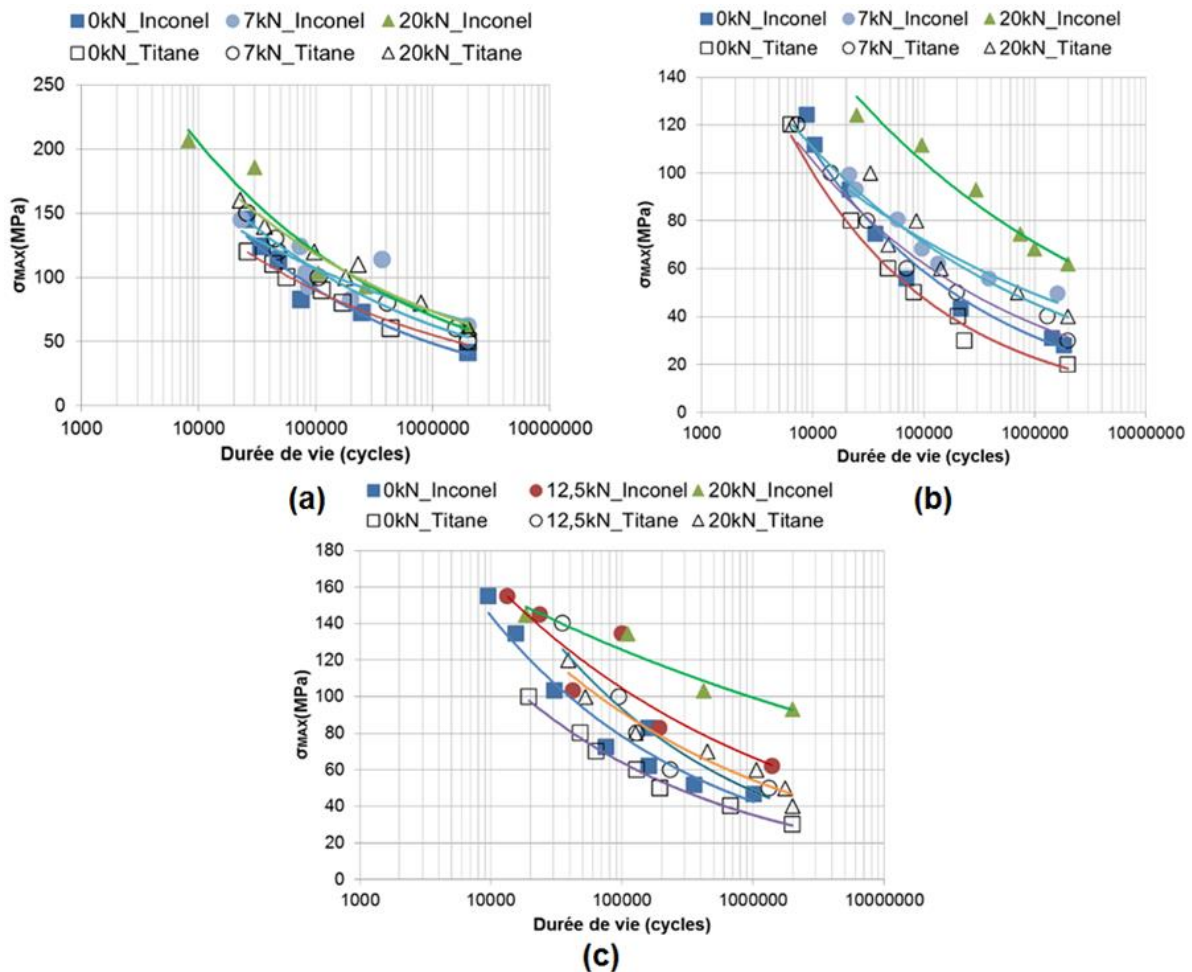 0kN_Inconel 7kN_Inconel 20kN_Inconel
0kN_Titane 7kN_Titane 20kN_Titane
250
200
150
100
50
0
σMAX(MPa)
1000 10000 100000 1000000 10000000
Durée de vie (cycles)
(a)
0kN_Inconel 7kN_Inconel 20kN_Inconel
0kN_Titane 7kN_Titane 20kN_Titane
140
120
100
80
60
40
20
0
σMAX(MPa)
1000 10000 100000 1000000 10000000
Durée de vie (cycles)
(b)
0kN_Inconel 12,5kN_Inconel 20kN_Inconel
0kN_Titane 12,5kN_Titane 20kN_Titane
180
160
140
120
100
80
60
40
20
0
σMAX(MPa)
1000 10000 100000 1000000 10000000
Durée de vie (cycles)
(c)